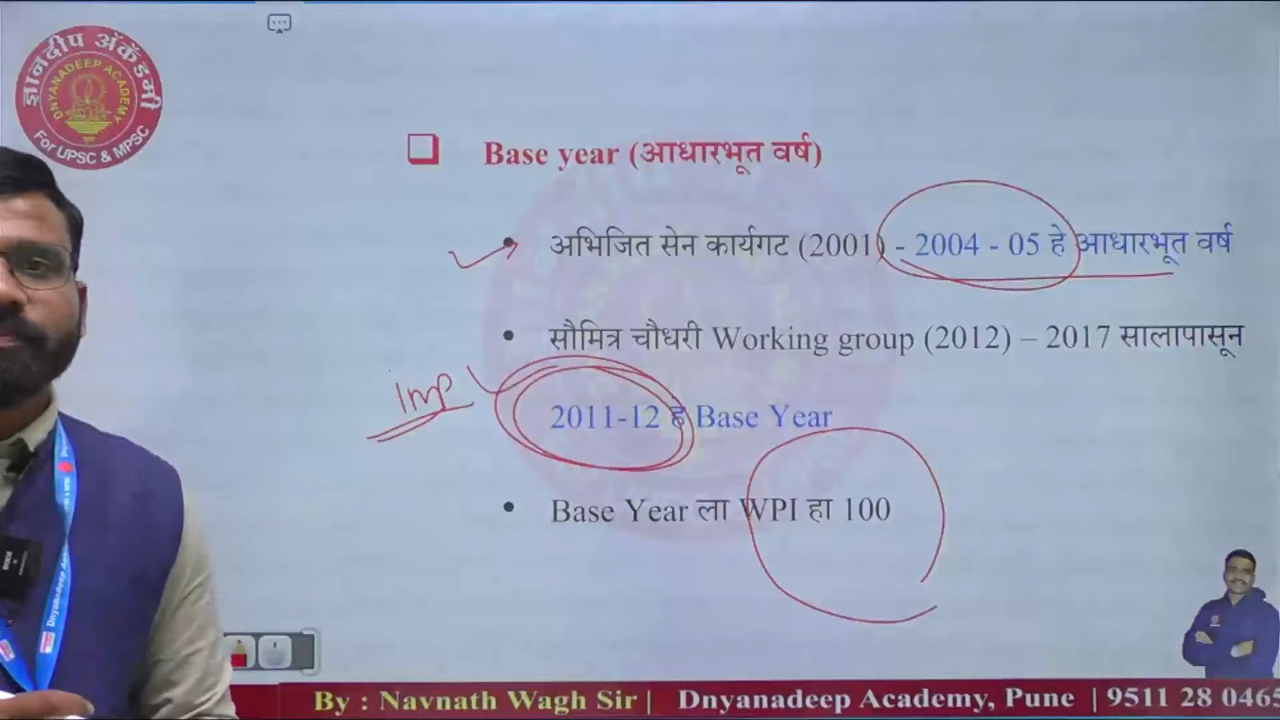 ज्ञानदीप अ‍ॅकॅडमी
DNYANADEEP ACADEMY
For UPSC & MPSC
Base year (आधारभूत वर्ष)
अभिजित सेन कार्यगट (2001) - 2004 - 05 हे आधारभूत वर्ष
सौमित्र चौधरी Working group (2012) – 2017 सालापासून
Imp
2011-12 हे Base Year
Base Year ला WPI हा 100
By : Navnath Wagh Sir | Dnyanadeep Academy, Pune | 9511 28 0465